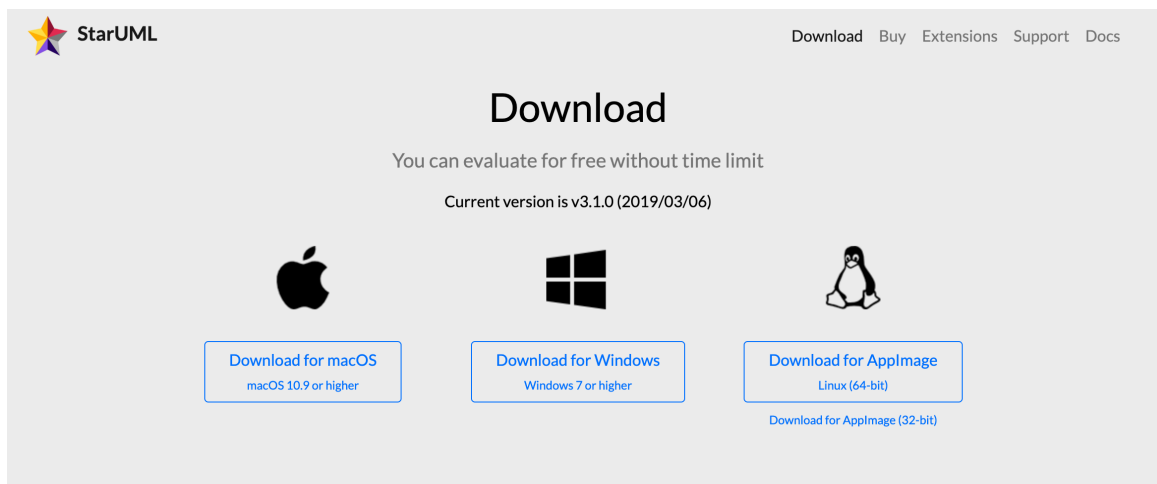 StarUML
Download Buy Extensions Support Docs
Download
You can evaluate for free without time limit
Current version is v3.1.0 (2019/03/06)
Download for macOS
macOS 10.9 or higher
Download for Windows
Windows 7 or higher
Download for AppImage
Linux (64-bit)
Download for AppImage (32-bit)